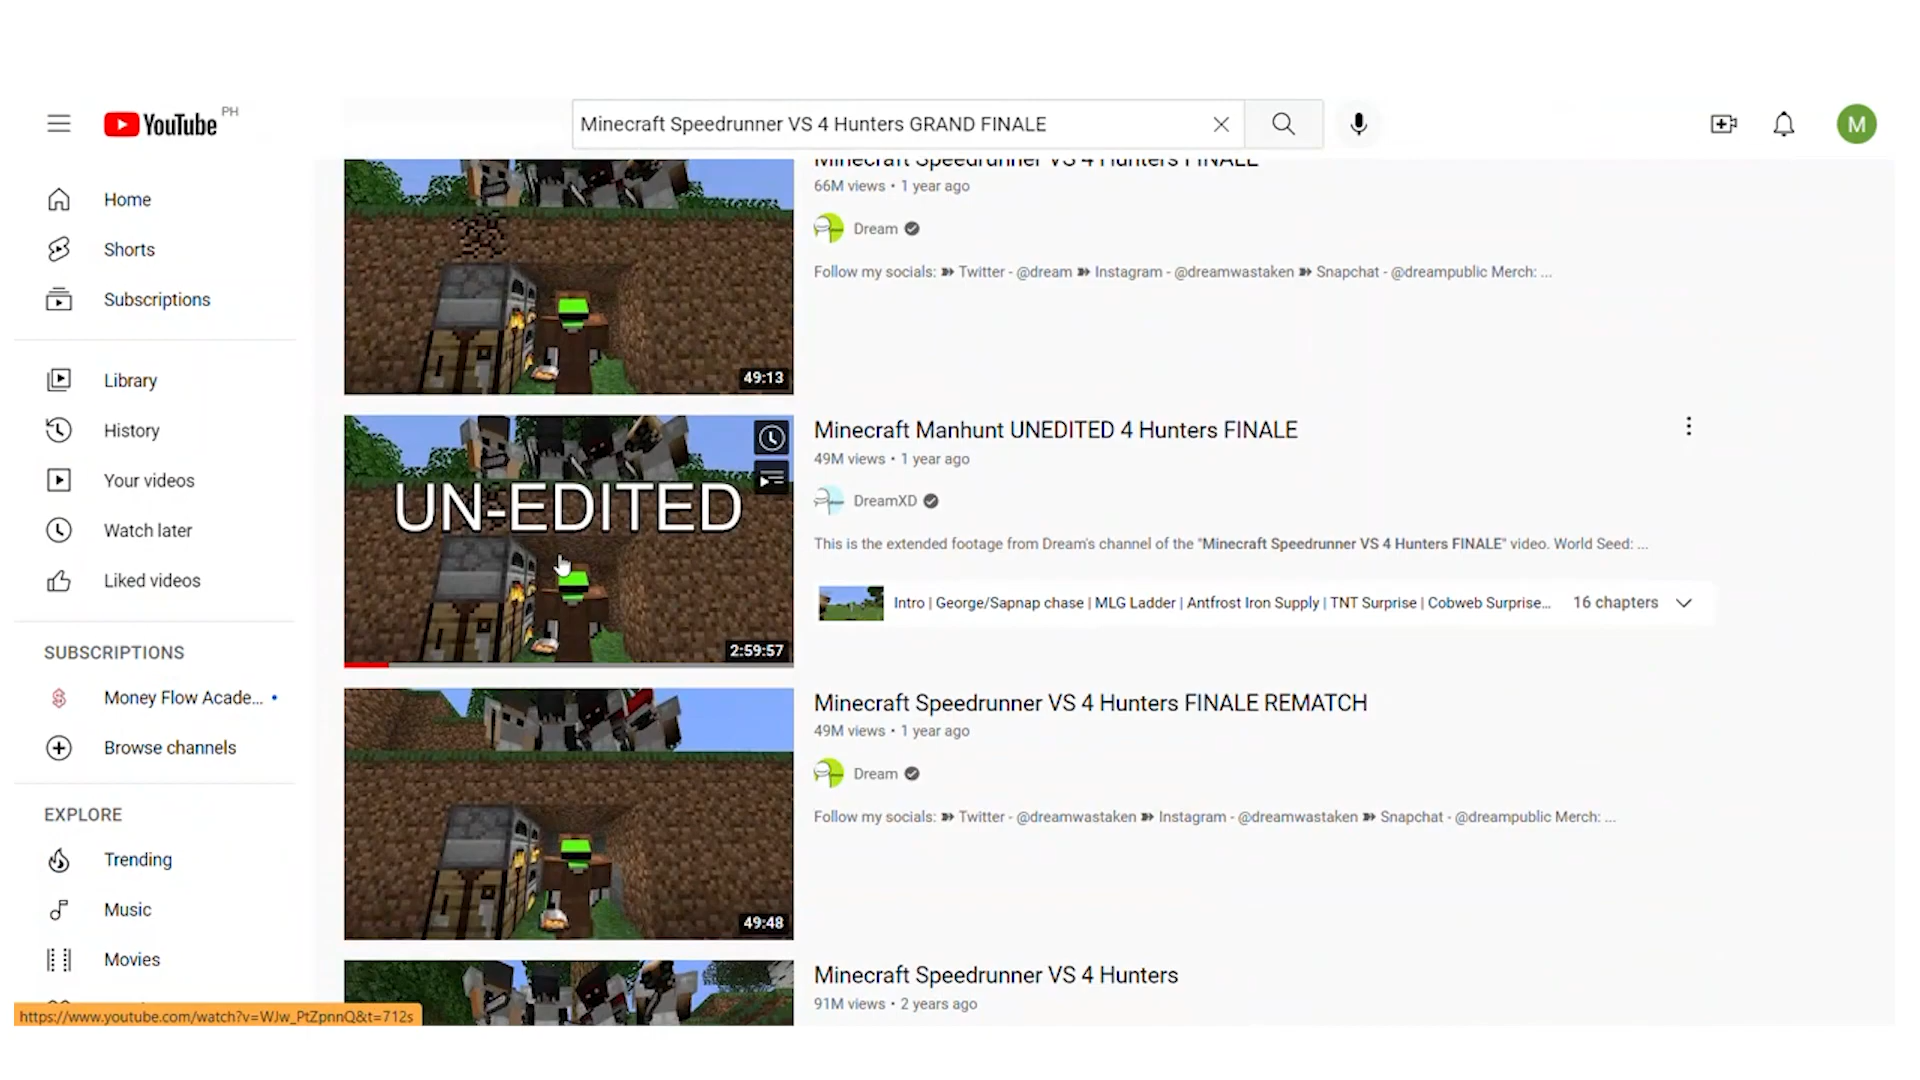 YouTube PH
Minecraft Speedrunner VS 4 Hunters GRAND FINALE
M
Home
Shorts
Subscriptions
Library
History
Your videos
Watch later
Liked videos
SUBSCRIPTIONS
Money Flow Acade... •
Browse channels
EXPLORE
Trending
Music
Movies
https://www.youtube.com/watch?v=WJw_PtZpnnQ&t=712s
49:13
Minecraft Speedrunner VS 4 Hunters FINALE
66M views • 1 year ago
Dream
Follow my socials: ➽ Twitter - @dream ➽ Instagram - @dreamwastaken ➽ Snapchat - @dreampublic Merch: ...
UN-EDITED
2:59:57
Minecraft Manhunt UNEDITED 4 Hunters FINALE
49M views • 1 year ago
DreamXD
This is the extended footage from Dream's channel of the "Minecraft Speedrunner VS 4 Hunters FINALE" video. World Seed: ...
Intro | George/Sapnap chase | MLG Ladder | Antfrost Iron Supply | TNT Surprise | Cobweb Surprise... 16 chapters
49:48
Minecraft Speedrunner VS 4 Hunters FINALE REMATCH
49M views • 1 year ago
Dream
Follow my socials: ➽ Twitter - @dreamwastaken ➽ Instagram - @dreamwastaken ➽ Snapchat - @dreampublic Merch: ...
Minecraft Speedrunner VS 4 Hunters
91M views • 2 years ago